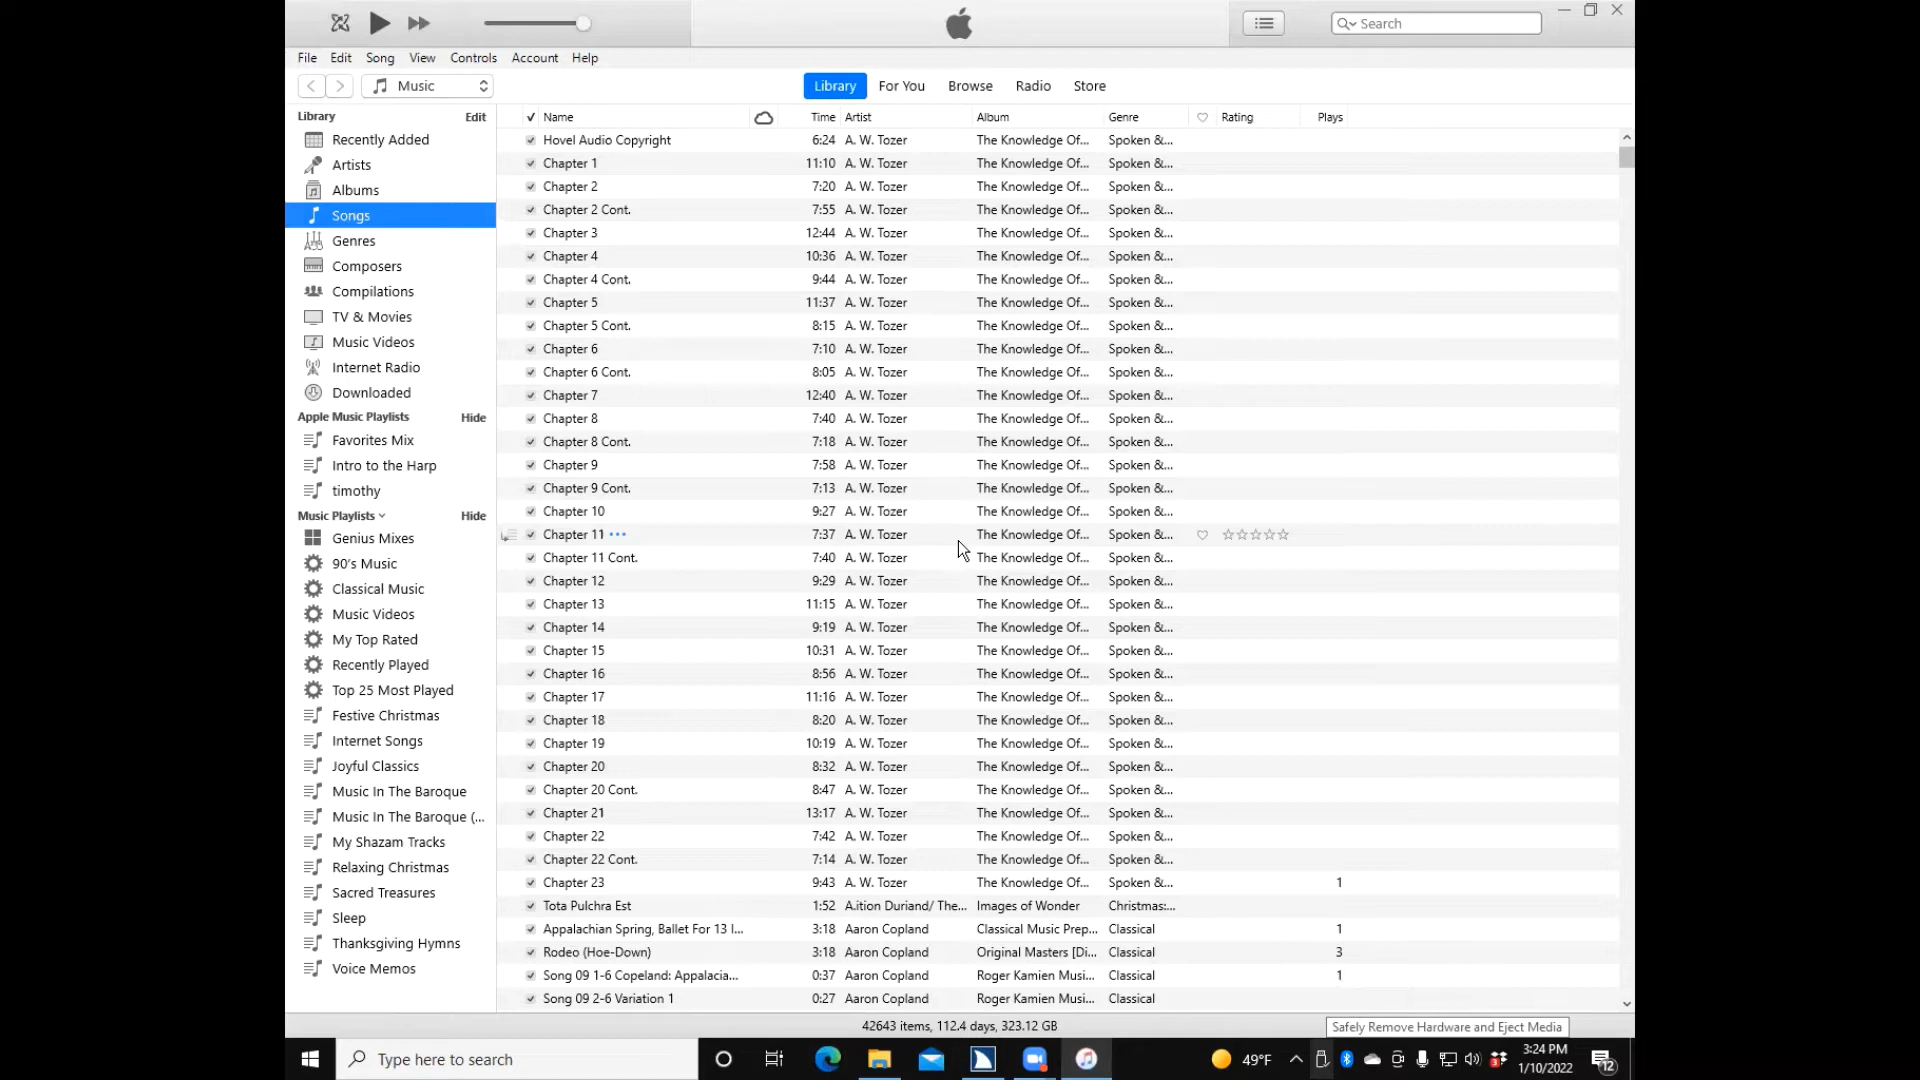 Search
File Edit Song View Controls Account Help
Music Library For You Browse Radio Store
Library Edit
Recently Added
Artists
Albums
Songs
Genres
Composers
Compilations
TV & Movies
Music Videos
Internet Radio
Downloaded
Apple Music Playlists Hide
Favorites Mix
Intro to the Harp
timothy
Music Playlists Hide
Genius Mixes
90's Music
Classical Music
Music Videos
My Top Rated
Recently Played
Top 25 Most Played
Festive Christmas
Internet Songs
Joyful Classics
Music In The Baroque
Music In The Baroque (...
My Shazam Tracks
Relaxing Christmas
Sacred Treasures
Sleep
Thanksgiving Hymns
Voice Memos
Name Time Artist Album Genre Rating Plays
Hovel Audio Copyright 6:24 A. W. Tozer The Knowledge Of... Spoken &...
Chapter 1 11:10 A. W. Tozer The Knowledge Of... Spoken &...
Chapter 2 7:20 A. W. Tozer The Knowledge Of... Spoken &...
Chapter 2 Cont. 7:55 A. W. Tozer The Knowledge Of... Spoken &...
Chapter 3 12:44 A. W. Tozer The Knowledge Of... Spoken &...
Chapter 4 10:36 A. W. Tozer The Knowledge Of... Spoken &...
Chapter 4 Cont. 9:44 A. W. Tozer The Knowledge Of... Spoken &...
Chapter 5 11:37 A. W. Tozer The Knowledge Of... Spoken &...
Chapter 5 Cont. 8:15 A. W. Tozer The Knowledge Of... Spoken &...
Chapter 6 7:10 A. W. Tozer The Knowledge Of... Spoken &...
Chapter 6 Cont. 8:05 A. W. Tozer The Knowledge Of... Spoken &...
Chapter 7 12:40 A. W. Tozer The Knowledge Of... Spoken &...
Chapter 8 7:40 A. W. Tozer The Knowledge Of... Spoken &...
Chapter 8 Cont. 7:18 A. W. Tozer The Knowledge Of... Spoken &...
Chapter 9 7:58 A. W. Tozer The Knowledge Of... Spoken &...
Chapter 9 Cont. 7:13 A. W. Tozer The Knowledge Of... Spoken &...
Chapter 10 9:27 A. W. Tozer The Knowledge Of... Spoken &...
Chapter 11 ••• 7:37 A. W. Tozer The Knowledge Of... Spoken &...
Chapter 11 Cont. 7:40 A. W. Tozer The Knowledge Of... Spoken &...
Chapter 12 9:29 A. W. Tozer The Knowledge Of... Spoken &...
Chapter 13 11:15 A. W. Tozer The Knowledge Of... Spoken &...
Chapter 14 9:19 A. W. Tozer The Knowledge Of... Spoken &...
Chapter 15 10:31 A. W. Tozer The Knowledge Of... Spoken &...
Chapter 16 8:56 A. W. Tozer The Knowledge Of... Spoken &...
Chapter 17 11:16 A. W. Tozer The Knowledge Of... Spoken &...
Chapter 18 8:20 A. W. Tozer The Knowledge Of... Spoken &...
Chapter 19 10:19 A. W. Tozer The Knowledge Of... Spoken &...
Chapter 20 8:32 A. W. Tozer The Knowledge Of... Spoken &...
Chapter 20 Cont. 8:47 A. W. Tozer The Knowledge Of... Spoken &...
Chapter 21 13:17 A. W. Tozer The Knowledge Of... Spoken &...
Chapter 22 7:42 A. W. Tozer The Knowledge Of... Spoken &...
Chapter 22 Cont. 7:14 A. W. Tozer The Knowledge Of... Spoken &...
Chapter 23 9:43 A. W. Tozer The Knowledge Of... Spoken &... 1
Tota Pulchra Est 1:52 A.ition Duriand/ The... Images of Wonder Christmas:...
Appalachian Spring, Ballet For 13 I... 3:18 Aaron Copland Classical Music Prep... Classical 1
Rodeo (Hoe-Down) 3:18 Aaron Copland Original Masters [Di... Classical 3
Song 09 1-6 Copeland: Appalacia... 0:37 Aaron Copland Roger Kamien Musi... Classical 1
Song 09 2-6 Variation 1 0:27 Aaron Copland Roger Kamien Musi... Classical
42643 items, 112.4 days, 323.12 GB
Safely Remove Hardware and Eject Media
Type here to search 49°F 3:24 PM
1/10/2022 12